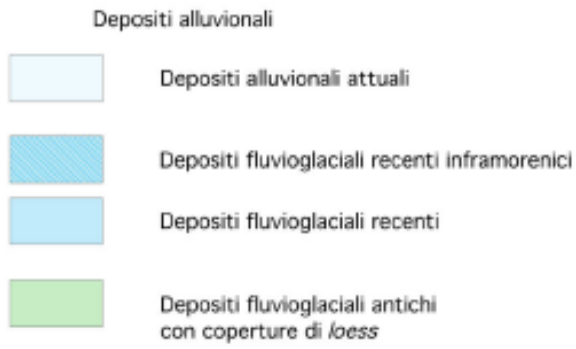 Depositi alluvionali
Depositi alluvionali attuali
Depositi fluvioglaciali recenti inframorenici
Depositi fluvioglaciali recenti
Depositi fluvioglaciali antichi
con coperture di loess